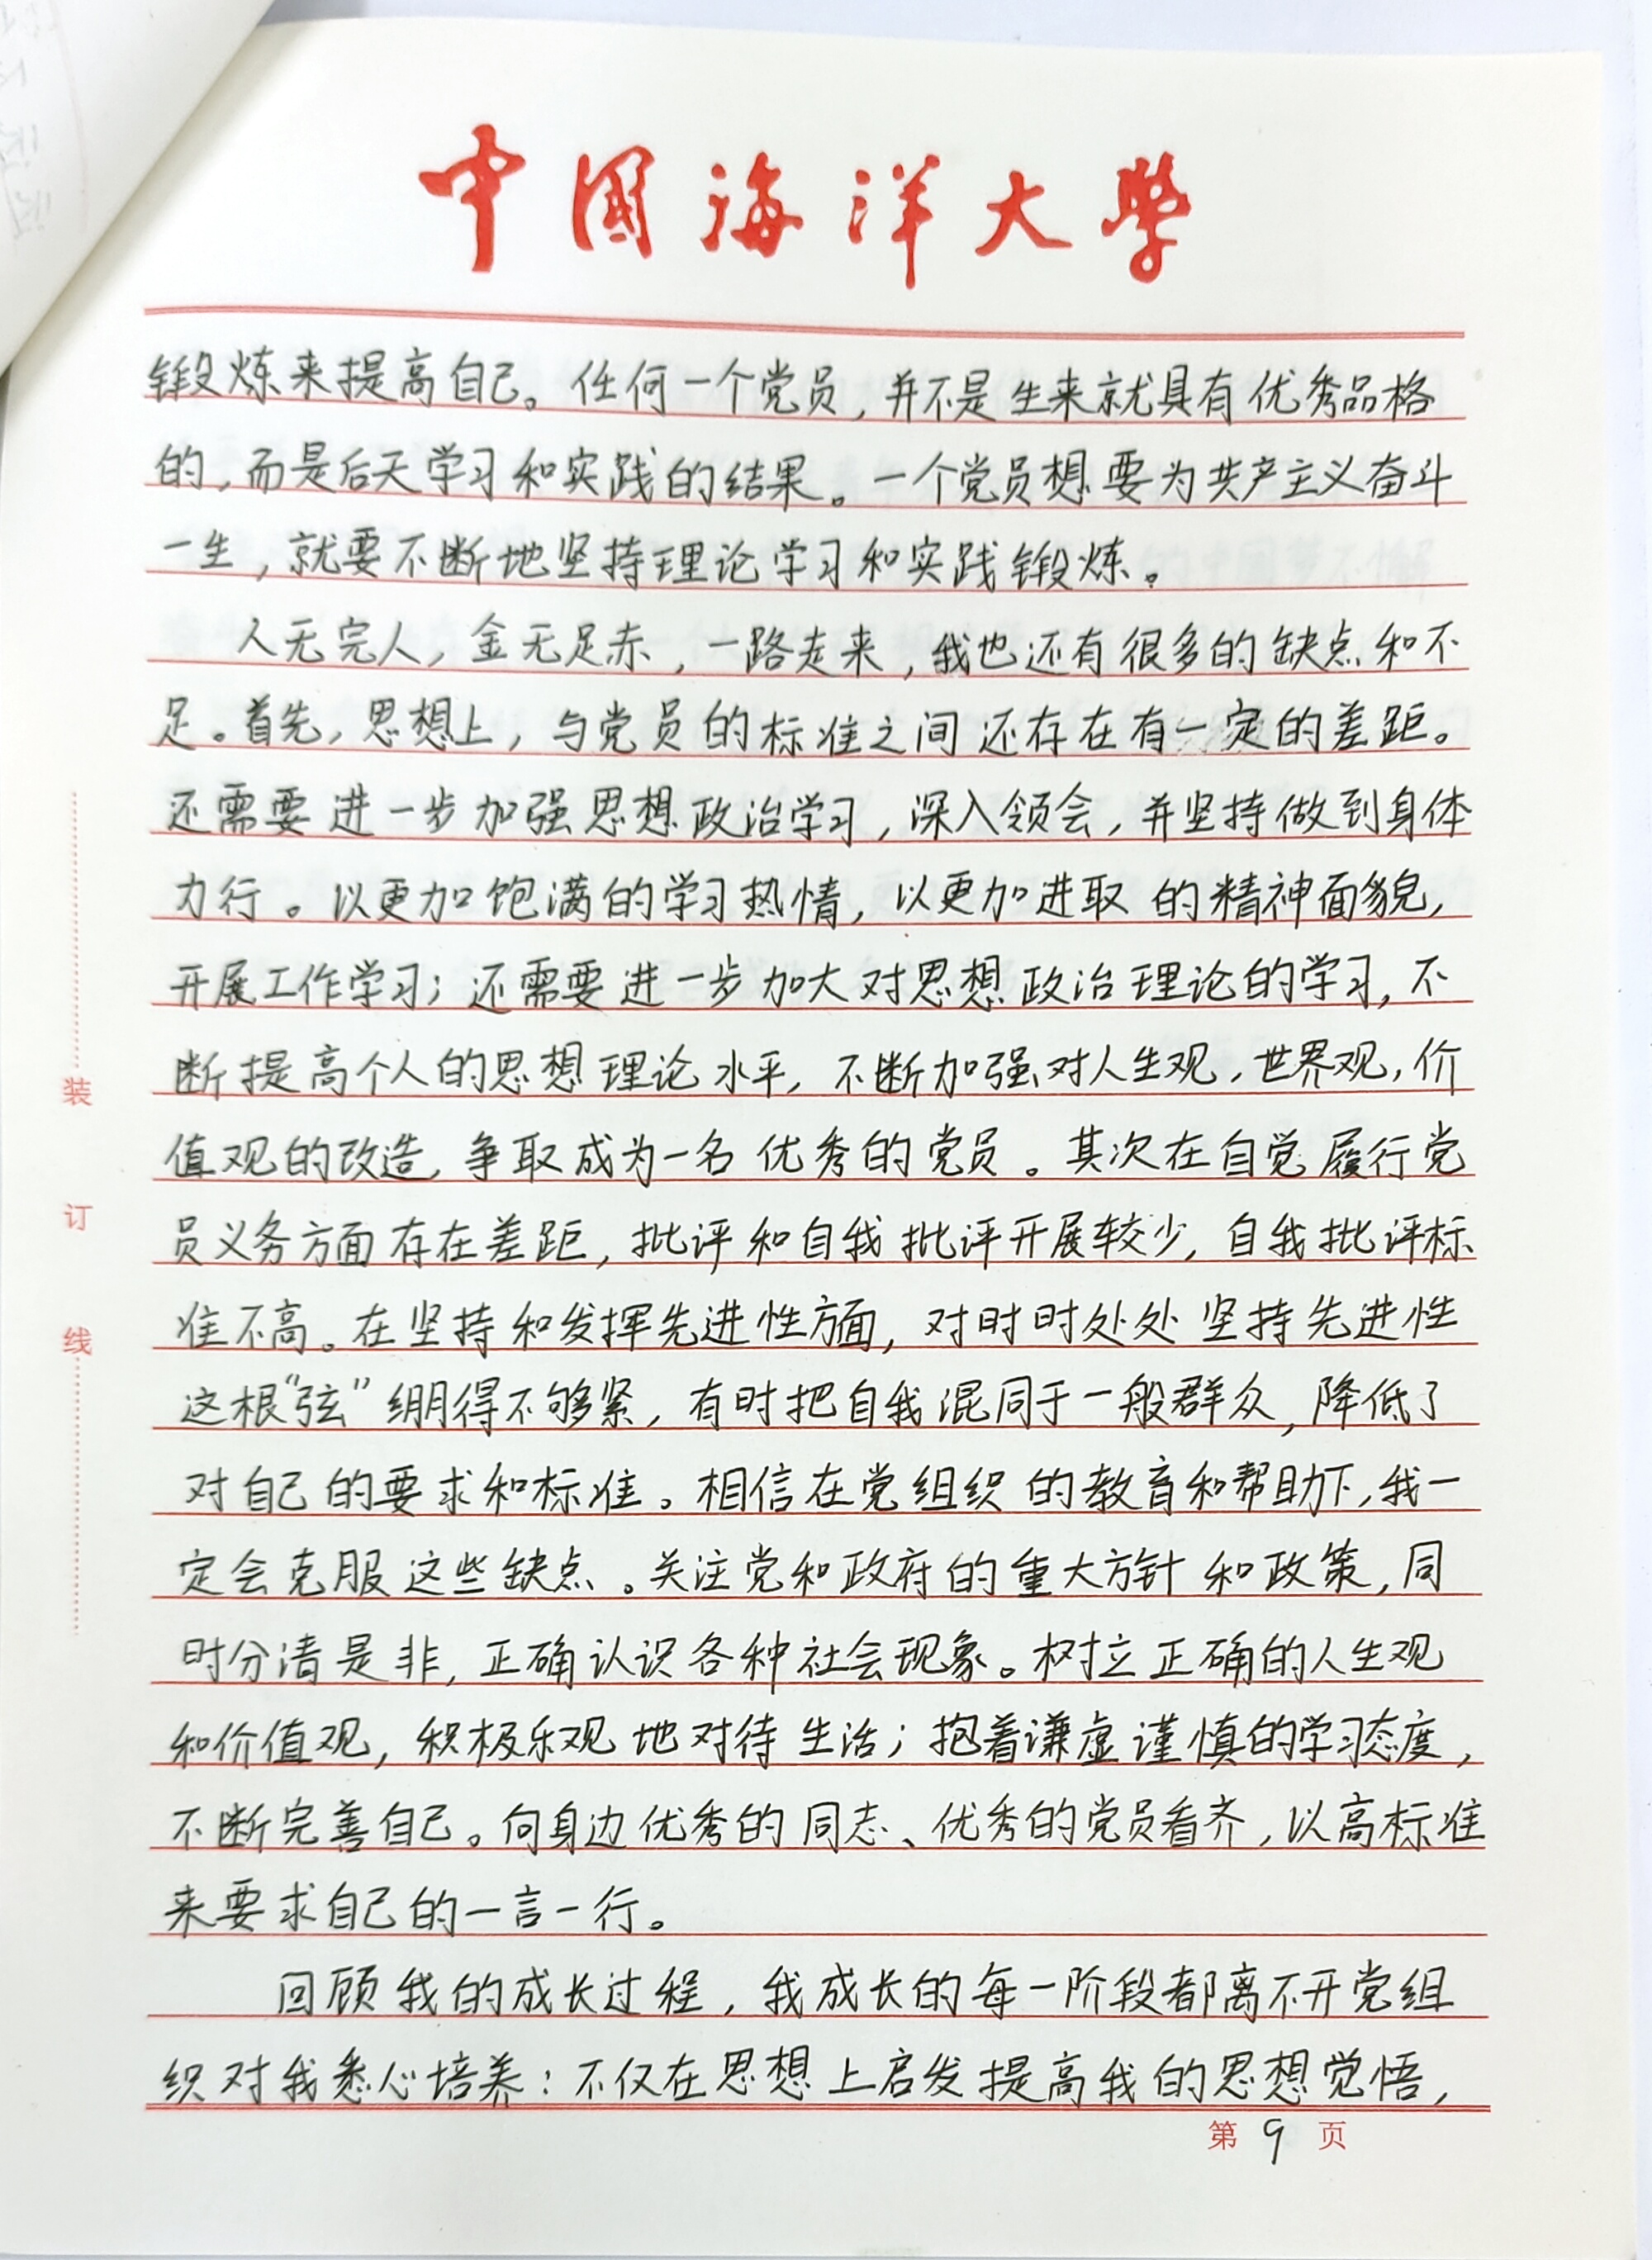 中国海洋大学
锻炼来提高自己。任何一个党员,并不是生来就具有优秀品格
的,而是后天学习和实践的结果。一个党员想要为共产主义奋斗
一生,就要不断地坚持理论学习和实践锻炼。
人无完人,金无足赤,一路走来,我也还有很多的缺点和不
足。首先,思想上,与党员的标准之间还存在有一定的差距。
还需要进一步加强思想政治学习,深入领会,并坚持做到身体
力行。以更加饱满的学习热情,以更加进取的精神面貌,
开展工作学习;还需要进一步加大对思想政治理论的学习,不
断提高个人的思想理论水平,不断加强对人生观,世界观,价
值观的改造,争取成为一名优秀的党员。其次在自觉履行党
员义务方面存在差距,批评和自我批评开展较少,自我批评标
准不高。在坚持和发挥先进性方面,对时时处处坚持先进性
这根“弦”绷得不够紧,有时把自我混同于一般群众,降低了
对自己的要求和标准。相信在党组织的教育和帮助下,我一
定会克服这些缺点。关注党和政府的重大方针和政策,同
时分清是非,正确认识各种社会现象。树立正确的人生观
和价值观,积极乐观地对待生活;抱着谦虚谨慎的学习态度,
不断完善自己。向身边优秀的同志、优秀的党员看齐,以高标准
来要求自己的一言一行。
回顾我的成长过程,我成长的每一阶段都离不开党组
织对我悉心培养:不仅在思想上启发提高我的思想觉悟,
第9页
装
订
线